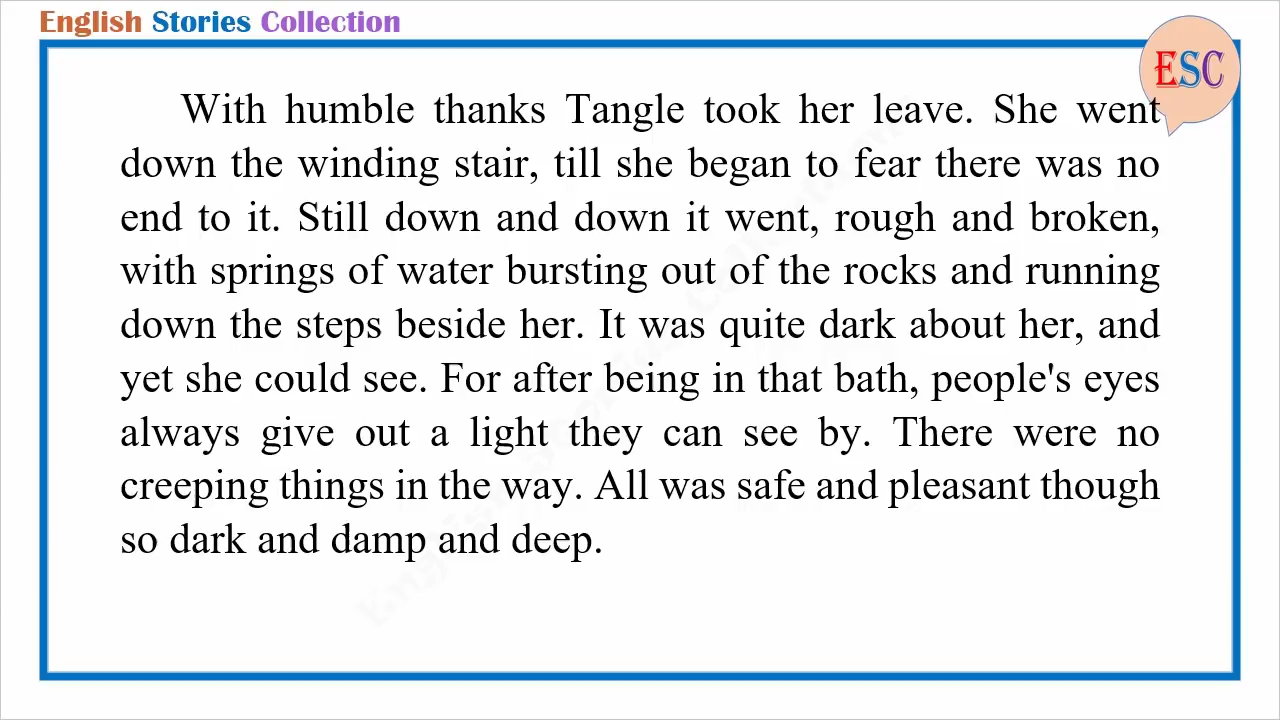 English Stories Collection
ESC
With humble thanks Tangle took her leave. She went
down the winding stair, till she began to fear there was no
end to it. Still down and down it went, rough and broken,
with springs of water bursting out of the rocks and running
down the steps beside her. It was quite dark about her, and
yet she could see. For after being in that bath, people's eyes
always give out a light they can see by. There were no
creeping things in the way. All was safe and pleasant though
so dark and damp and deep.